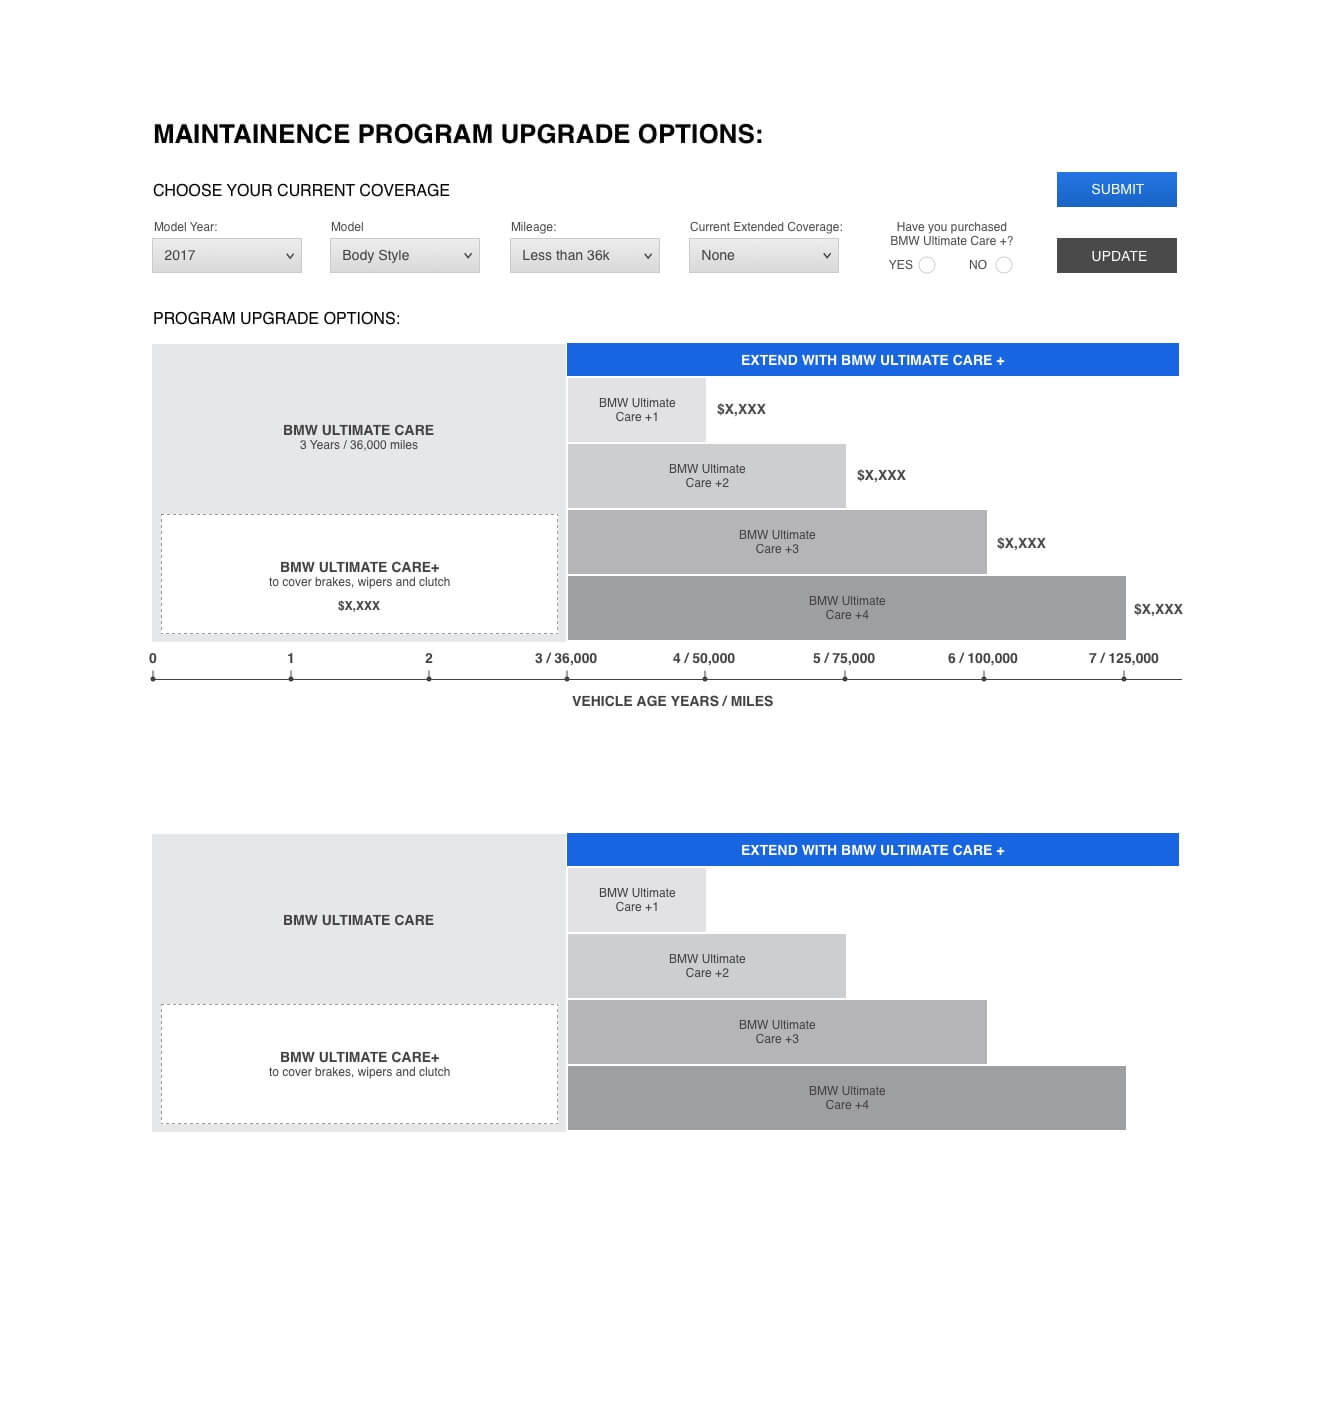 MAINTAINENCE PROGRAM UPGRADE OPTIONS:
CHOOSE YOUR CURRENT COVERAGE
SUBMIT
Model Year:
2017
Model
Body Style
Mileage:
Less than 36k
Current Extended Coverage:
None
Have you purchased
BMW Ultimate Care +?
YES
NO
UPDATE
PROGRAM UPGRADE OPTIONS:
BMW ULTIMATE CARE
3 Years / 36,000 miles
BMW ULTIMATE CARE+
to cover brakes, wipers and clutch
$X,XXX
EXTEND WITH BMW ULTIMATE CARE +
BMW Ultimate
Care +1
$X,XXX
BMW Ultimate
Care +2
$X,XXX
BMW Ultimate
Care +3
$X,XXX
BMW Ultimate
Care +4
$X,XXX
0 1 2 3 / 36,000 4 / 50,000 5 / 75,000 6 / 100,000 7 / 125,000
VEHICLE AGE YEARS / MILES
BMW ULTIMATE CARE
BMW ULTIMATE CARE+
to cover brakes, wipers and clutch
EXTEND WITH BMW ULTIMATE CARE +
BMW Ultimate
Care +1
BMW Ultimate
Care +2
BMW Ultimate
Care +3
BMW Ultimate
Care +4